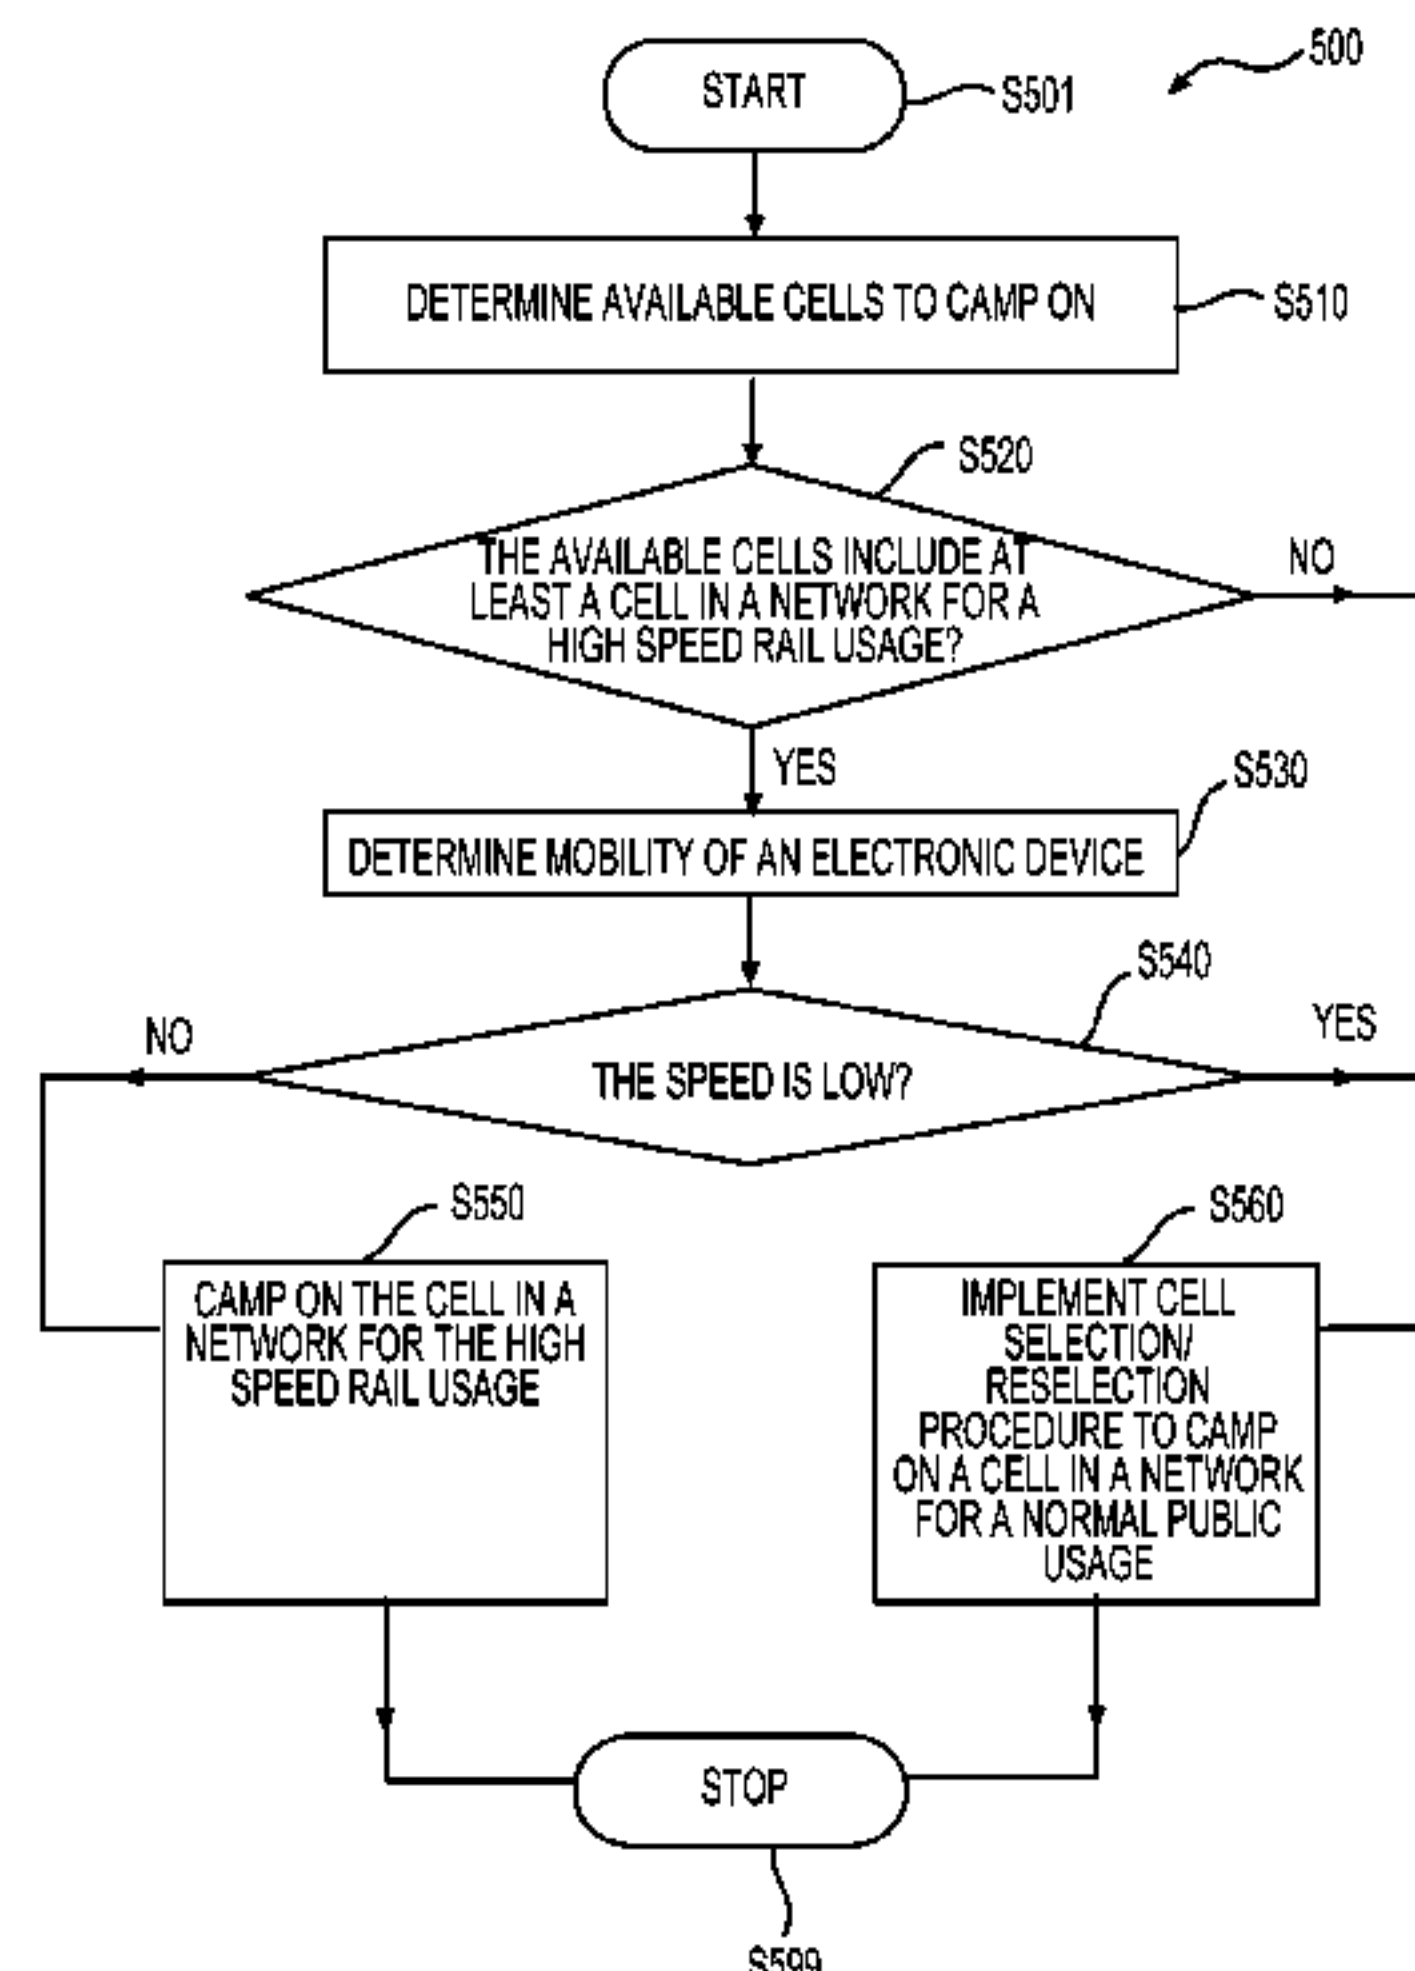 500
START
S501
DETERMINE AVAILABLE CELLS TO CAMP ON
S510
S520
THE AVAILABLE CELLS INCLUDE AT
LEAST A CELL IN A NETWORK FOR A
HIGH SPEED RAIL USAGE?
NO
YES
S530
DETERMINE MOBILITY OF AN ELECTRONIC DEVICE
S540
NO
YES
THE SPEED IS LOW?
S550
CAMP ON THE CELL IN A
NETWORK FOR THE HIGH
SPEED RAIL USAGE
S560
IMPLEMENT CELL
SELECTION/
RESELECTION
PROCEDURE TO CAMP
ON A CELL IN A NETWORK
FOR A NORMAL PUBLIC
USAGE
STOP
S599